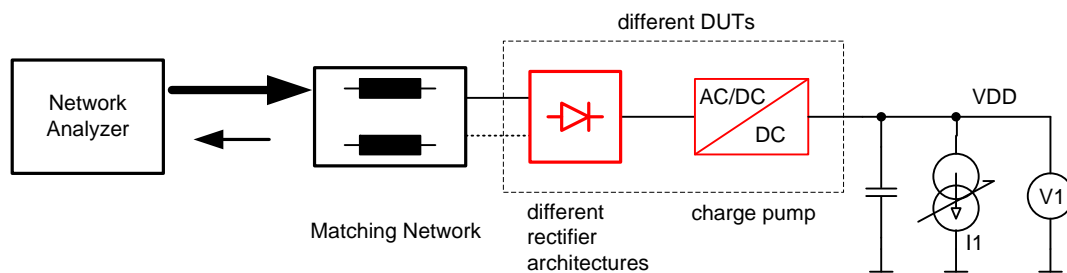 different DUTs
Network
Analyzer
AC/DC
DC
VDD
V1
I1
Matching Network
different
rectifier
architectures
charge pump